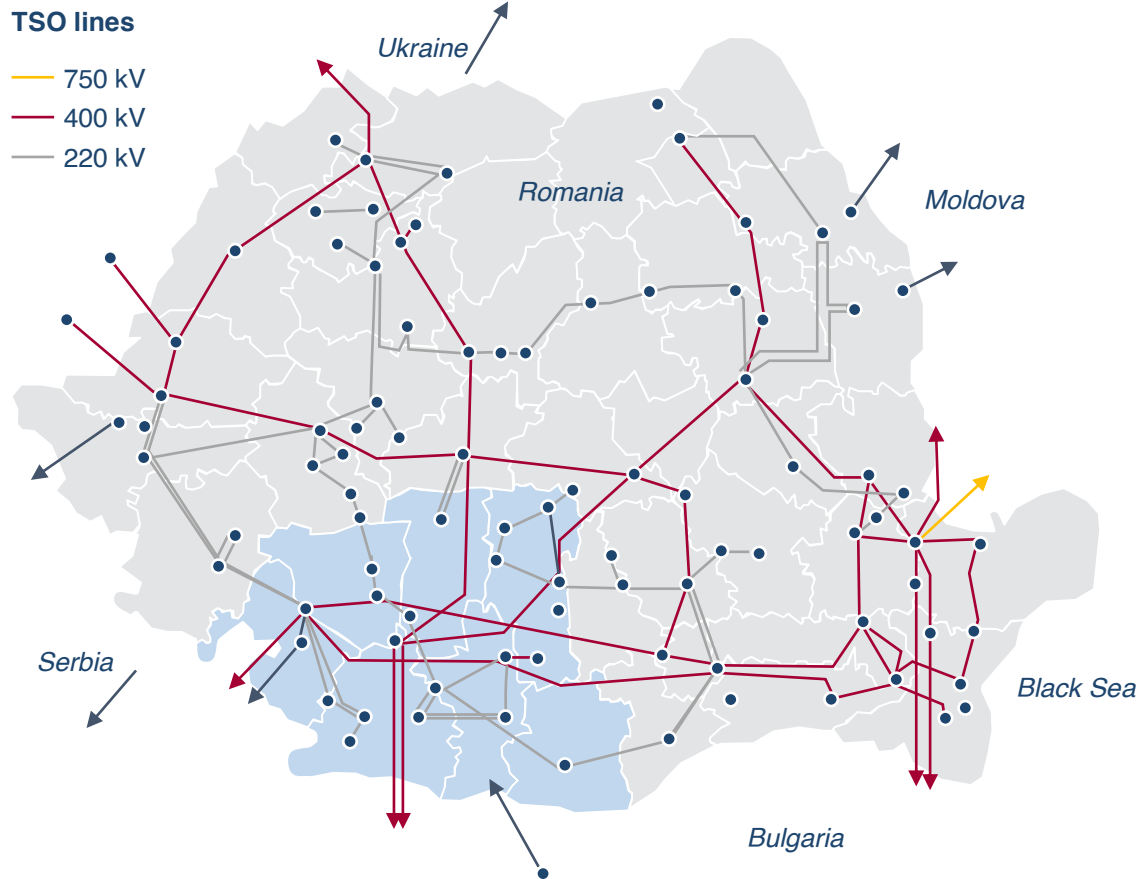 TSO lines
750 kV
400 kV
220 kV
Ukraine
Romania
Moldova
Serbia
Black Sea
Bulgaria